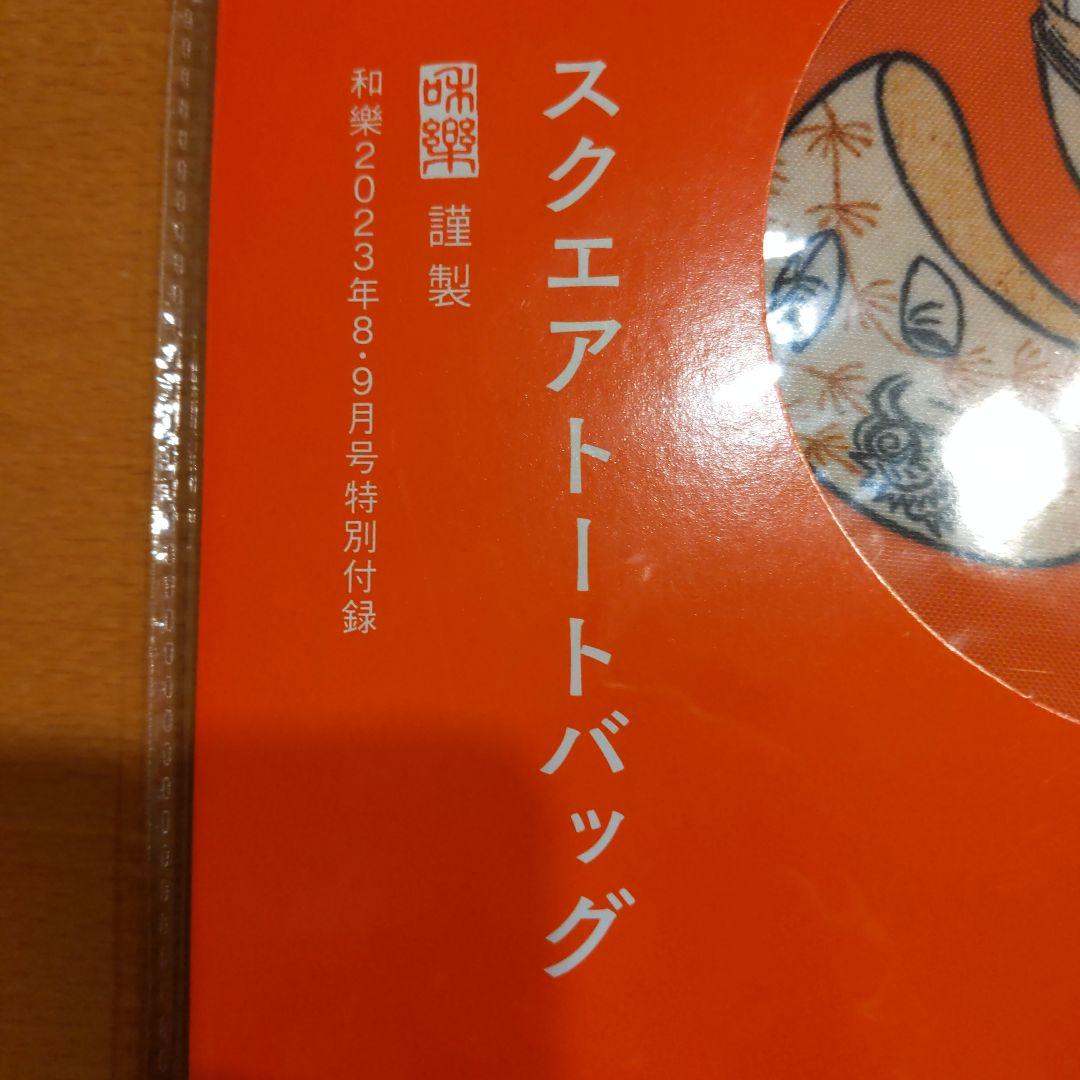 スクエアトートバッグ
和樂 謹製
和樂2023年8・9月号特別付録